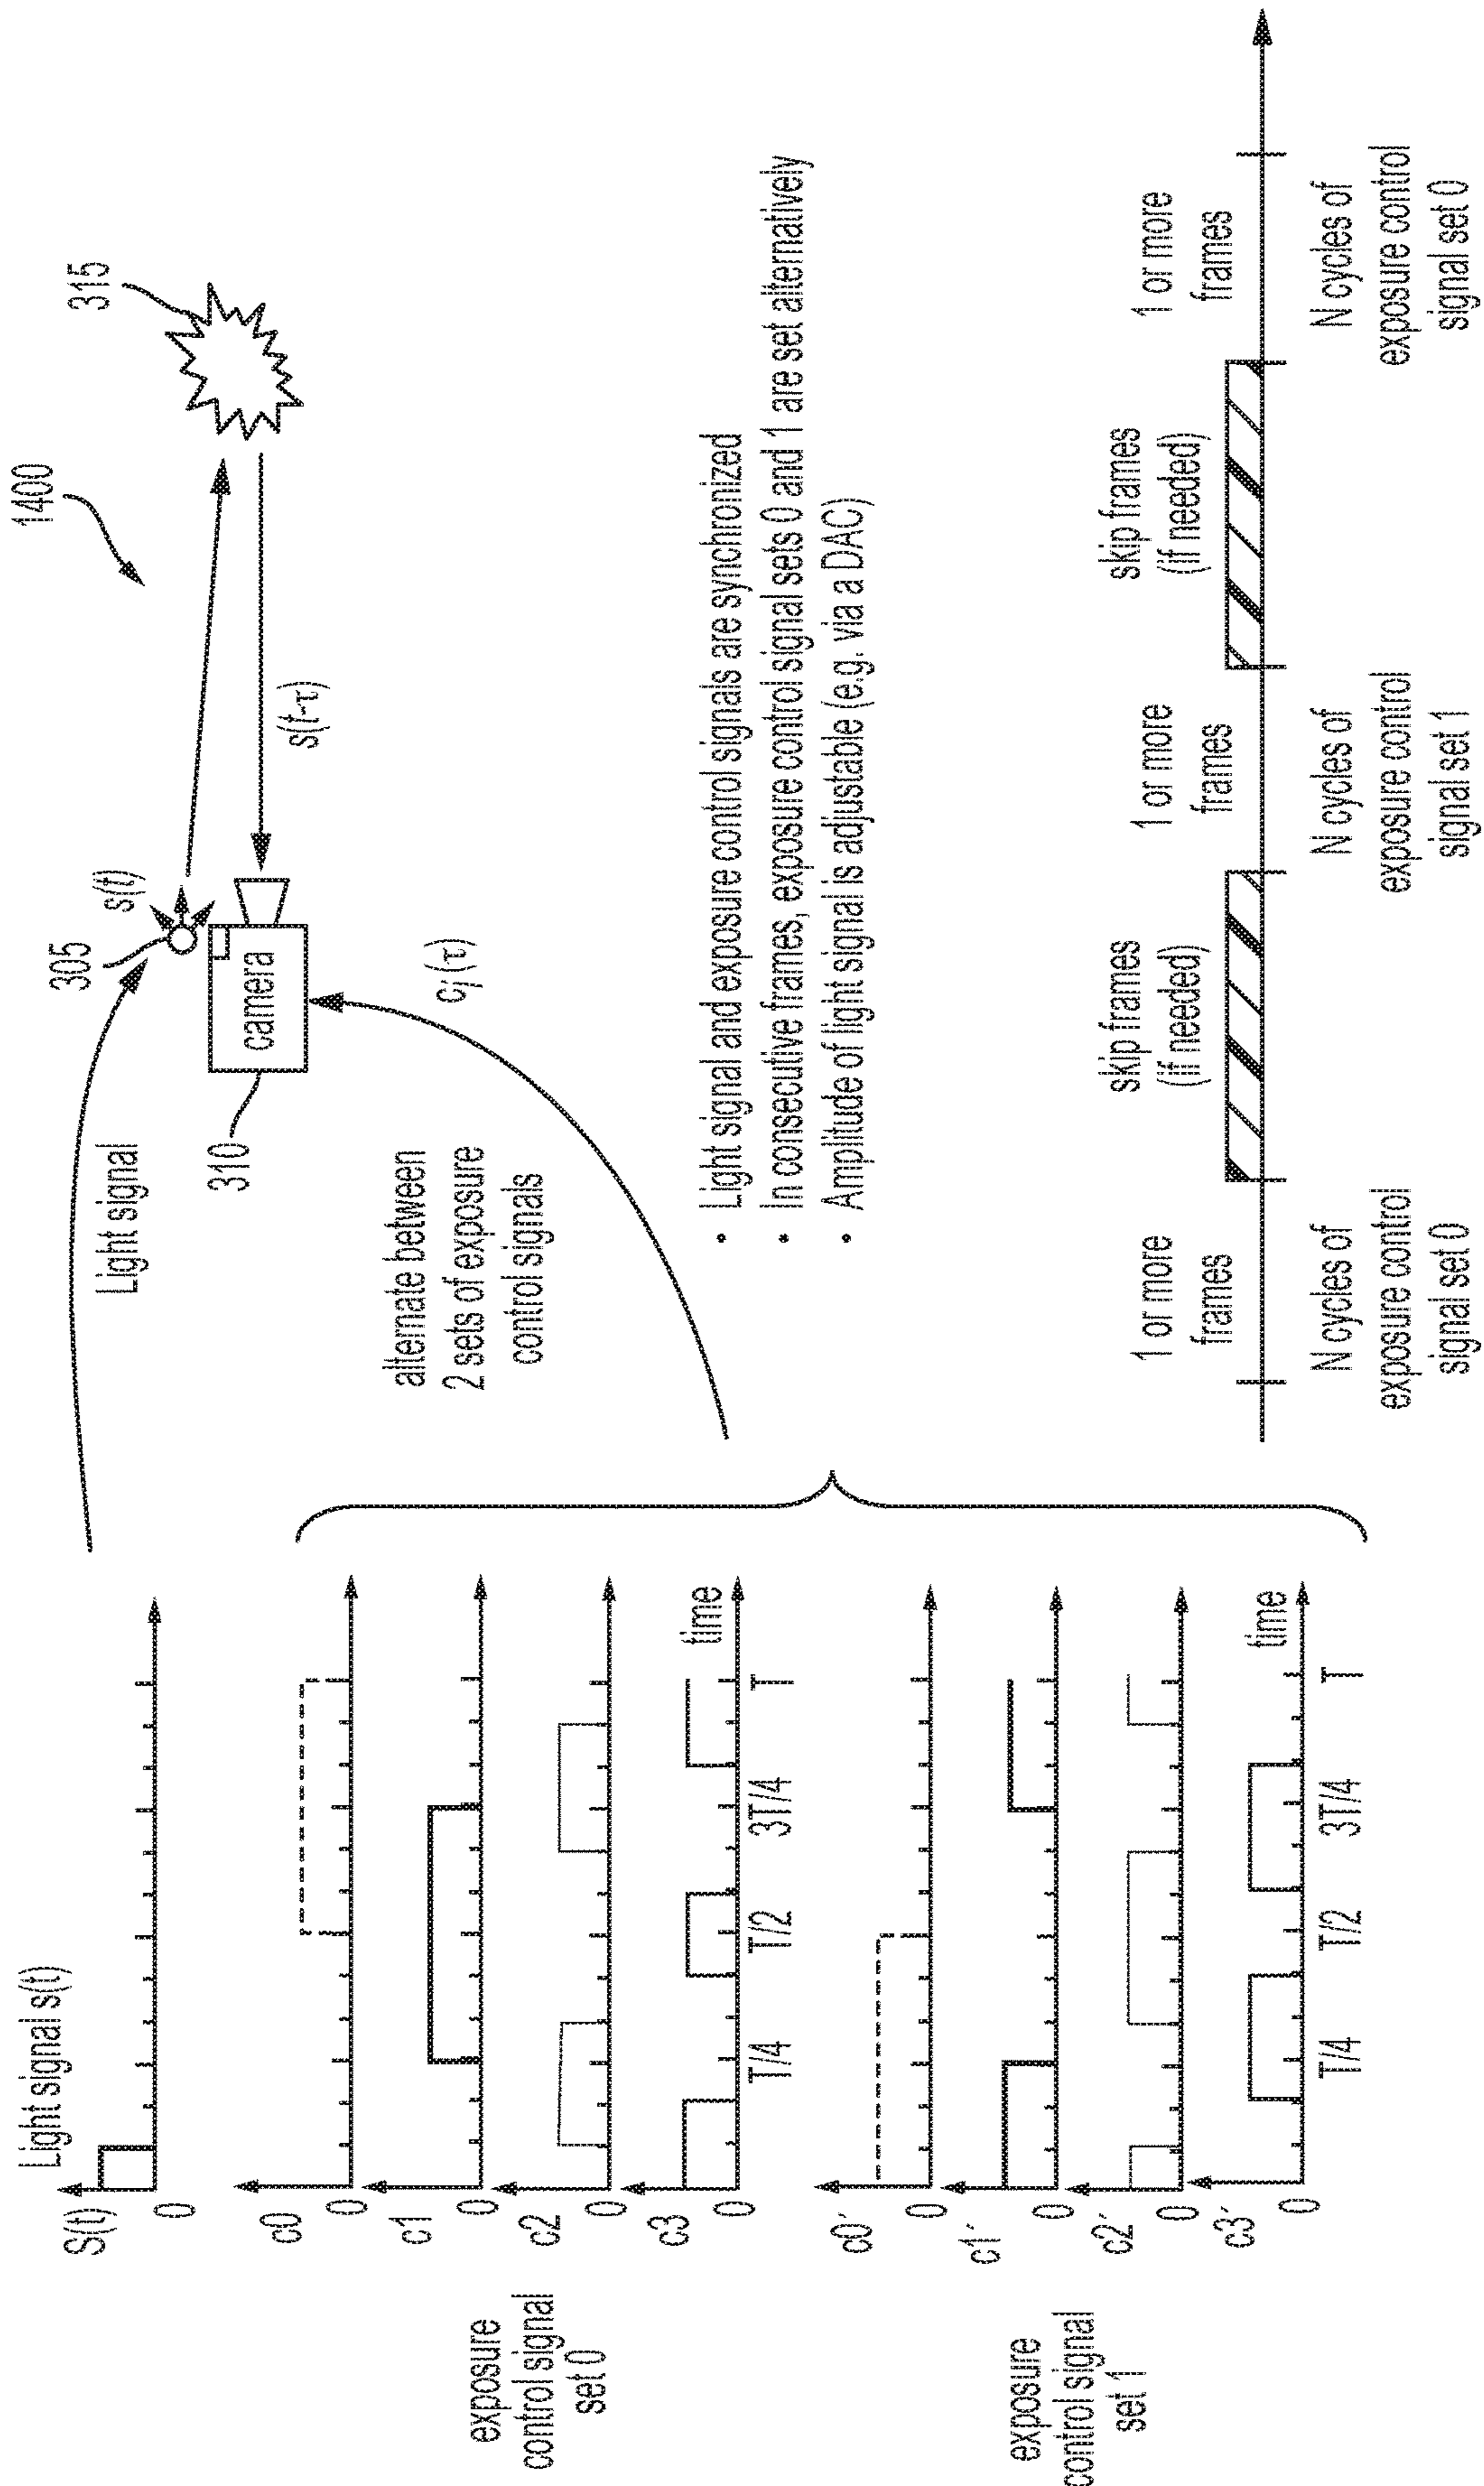 1400
Light signal s(t)
S(t)
0
Light signal
305
s(t)
315
camera
310
s(t-τ)
alternate between
2 sets of exposure
control signals
cj(τ)
exposure
control signal
set 0
c0
0
c1
0
c2
0
c3
0
T/4
T/2
3T/4
T
time
exposure
control signal
set 1
c0´
0
c1´
0
c2´
0
c3´
0
T/4
T/2
3T/4
T
time
• Light signal and exposure control signals are synchronized
• In consecutive frames, exposure control signal sets 0 and 1 are set alternatively
• Amplitude of light signal is adjustable (e.g. via a DAC)
1 or more
frames
skip frames
(if needed)
1 or more
frames
skip frames
(if needed)
1 or more
frames
N cycles of
exposure control
signal set 0
N cycles of
exposure control
signal set 1
N cycles of
exposure control
signal set 0